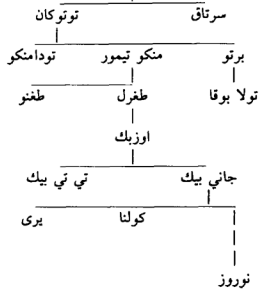 سرتاق توتوكان
برتو منكو تيمور تودامنكو
تولا بوقا طغرل طغنو
اوزبك
جاني بيك تي تي بيك
كولنا يرى
نوروز